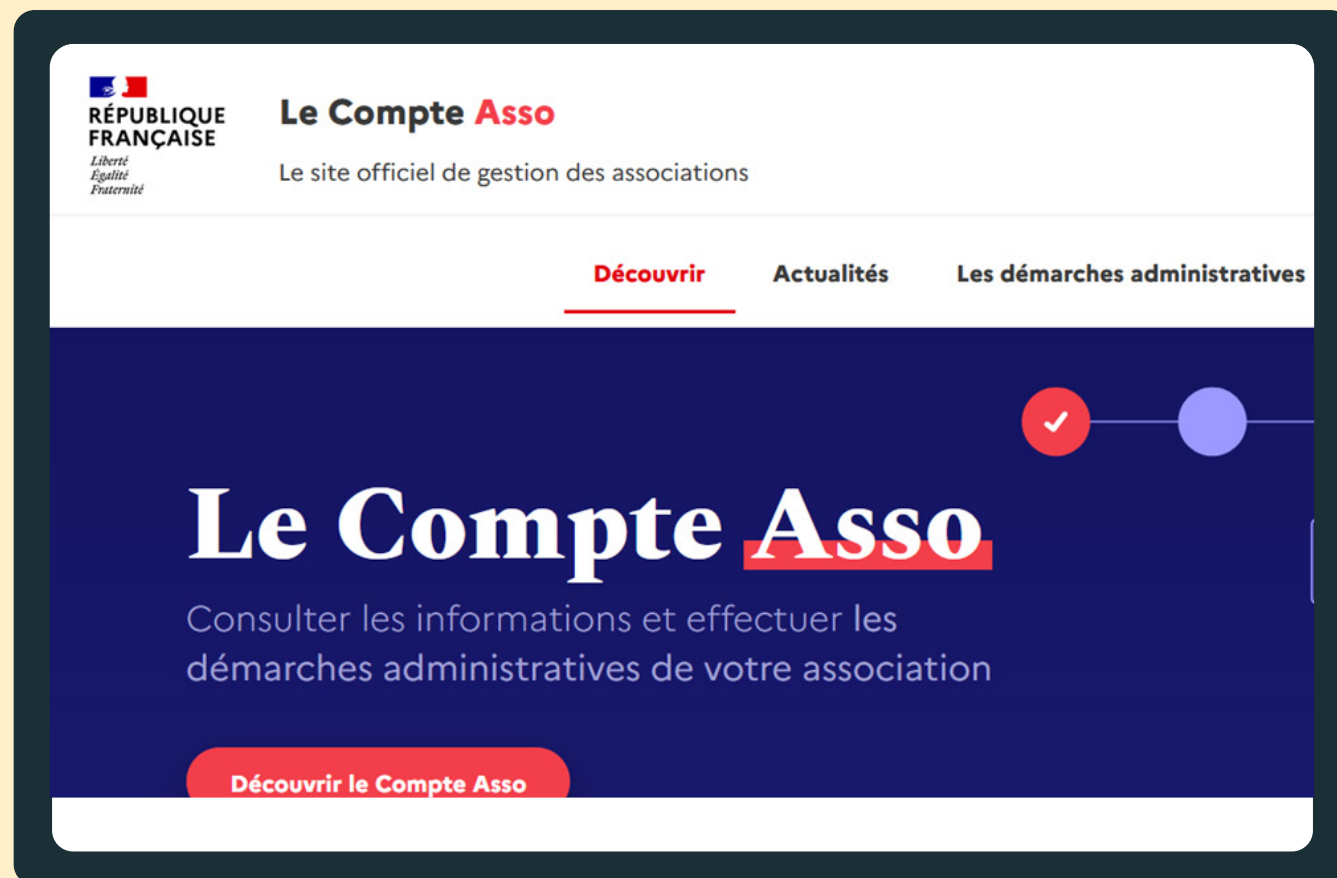 RÉPUBLIQUE
FRANÇAISE
Liberté
Égalité
Fraternité
Le Compte Asso
Le site officiel de gestion des associations
Découvrir
Actualités
Les démarches administratives
Le Compte Asso
Consulter les informations et effectuer les
démarches administratives de votre association
Découvrir le Compte Asso